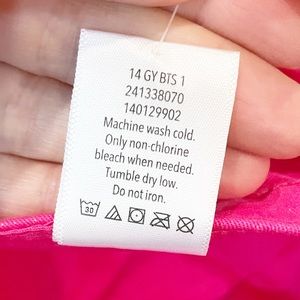 14 GY BTS 1
241338070
140129902
Machine wash cold.
Only non-chlorine
bleach when needed.
Tumble dry low.
Do not iron.
30